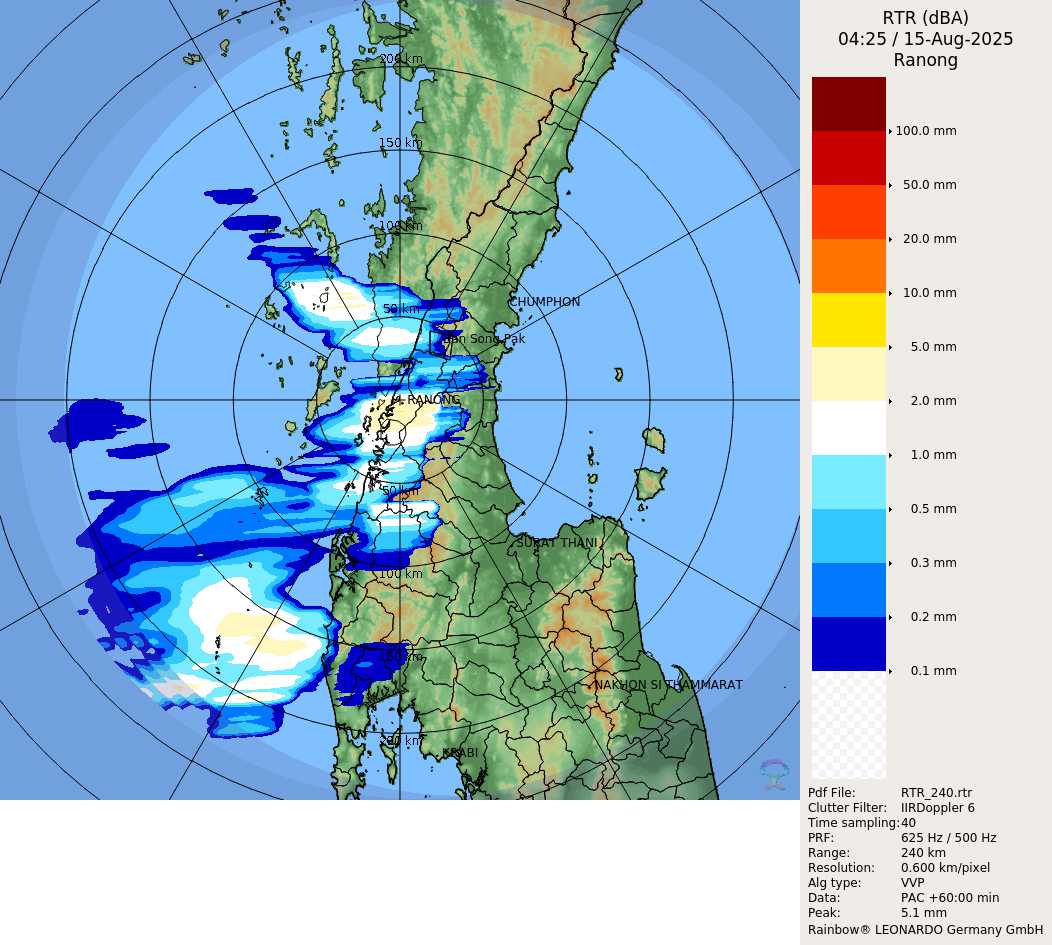 RTR (dBA)
04:25 / 15-Aug-2025
Ranong
200 km
150 km
100 km
50 km
CHUMPHON
Ban Song Pak
RANONG
50 km
SURAT THANI
100 km
150 km
NAKHON SI THAMMARAT
200 km
KRABI
100.0 mm
50.0 mm
20.0 mm
10.0 mm
5.0 mm
2.0 mm
1.0 mm
0.5 mm
0.3 mm
0.2 mm
0.1 mm
Pdf File: RTR_240.rtr
Clutter Filter: IIRDoppler 6
Time sampling: 40
PRF: 625 Hz / 500 Hz
Range: 240 km
Resolution: 0.600 km/pixel
Alg type: VVP
Data: PAC +60:00 min
Peak: 5.1 mm
Rainbow® LEONARDO Germany GmbH